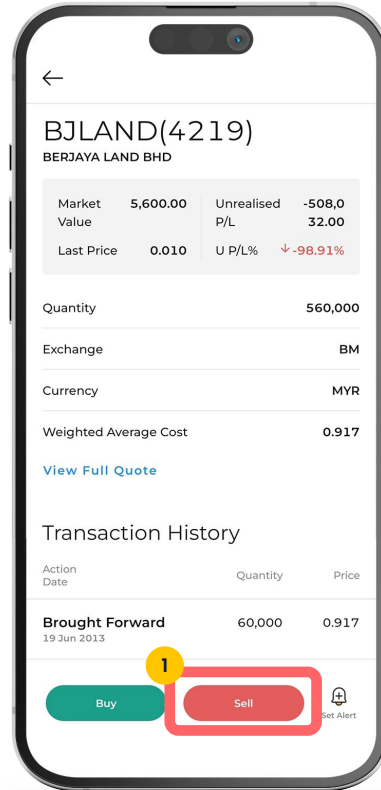 BJLAND(4219)
BERJAYA LAND BHD
Market Value 5,600.00 Unrealised P/L -508,032.00
Last Price 0.010 U P/L% -98.91%
Quantity 560,000
Exchange BM
Currency MYR
Weighted Average Cost 0.917
View Full Quote
Transaction History
Action Date Quantity Price
Brought Forward 60,000 0.917
19 Jun 2013
1
Buy Sell Set Alert